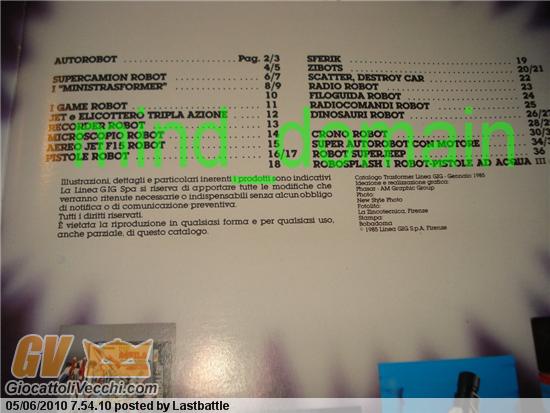 AUTOROBOT Pag. 2/3
4/5
SUPERCAMION ROBOT 6/7
I "MINISTRASFORMER" 8/9
10
I GAME ROBOT 11
JET e ELICOTTERO TRIPLA AZIONE 12
RECORDER ROBOT 13
MICROSCOPIO ROBOT 14
AEREO JET F15 ROBOT 15
PISTOLE ROBOT 16/17
18
SFERIK 19
ZIBOTS 20/21
SCATTER, DESTROY CAR 22
RADIO ROBOT 23
FILOGUIDA ROBOT 24
RADIOCOMANDI ROBOT 25
DINOSAURI ROBOT 26/27
28/2
CRONO ROBOT 30/3
SUPER AUTOROBOT CON MOTORE 34/3
ROBOT SUPERJEEP 36
ROBOSPLASH I ROBOT-PISTOLE AD ACQUA III
mind domain
Illustrazioni, dettagli e particolari inerenti i prodotti sono indicativi
La Linea GIG Spa si riserva di apportare tutte le modifiche
che verranno ritenute necessarie o indispensabili senza alcun obbligo
di notifica o di comunicazione preventiva.
Tutti i diritti riservati.
È vietata la riproduzione in qualsiasi forma e per qualsiasi uso,
anche parziale, di questo catalogo.
Catalogo Trasformer Linea GIG - Gennaio 1985
Ideazione e realizzazione grafica:
Phasar - AM Graphic Group
Photo:
New Style Photo
Fotolito:
La Zincotecnica, Firenze
Stampa:
Bobadoma
© 1985 Linea GIG S.p.A. Firenze
GV
GiocattoliVecchi.com
05/06/2010 7.54.10 posted by Lastbattle